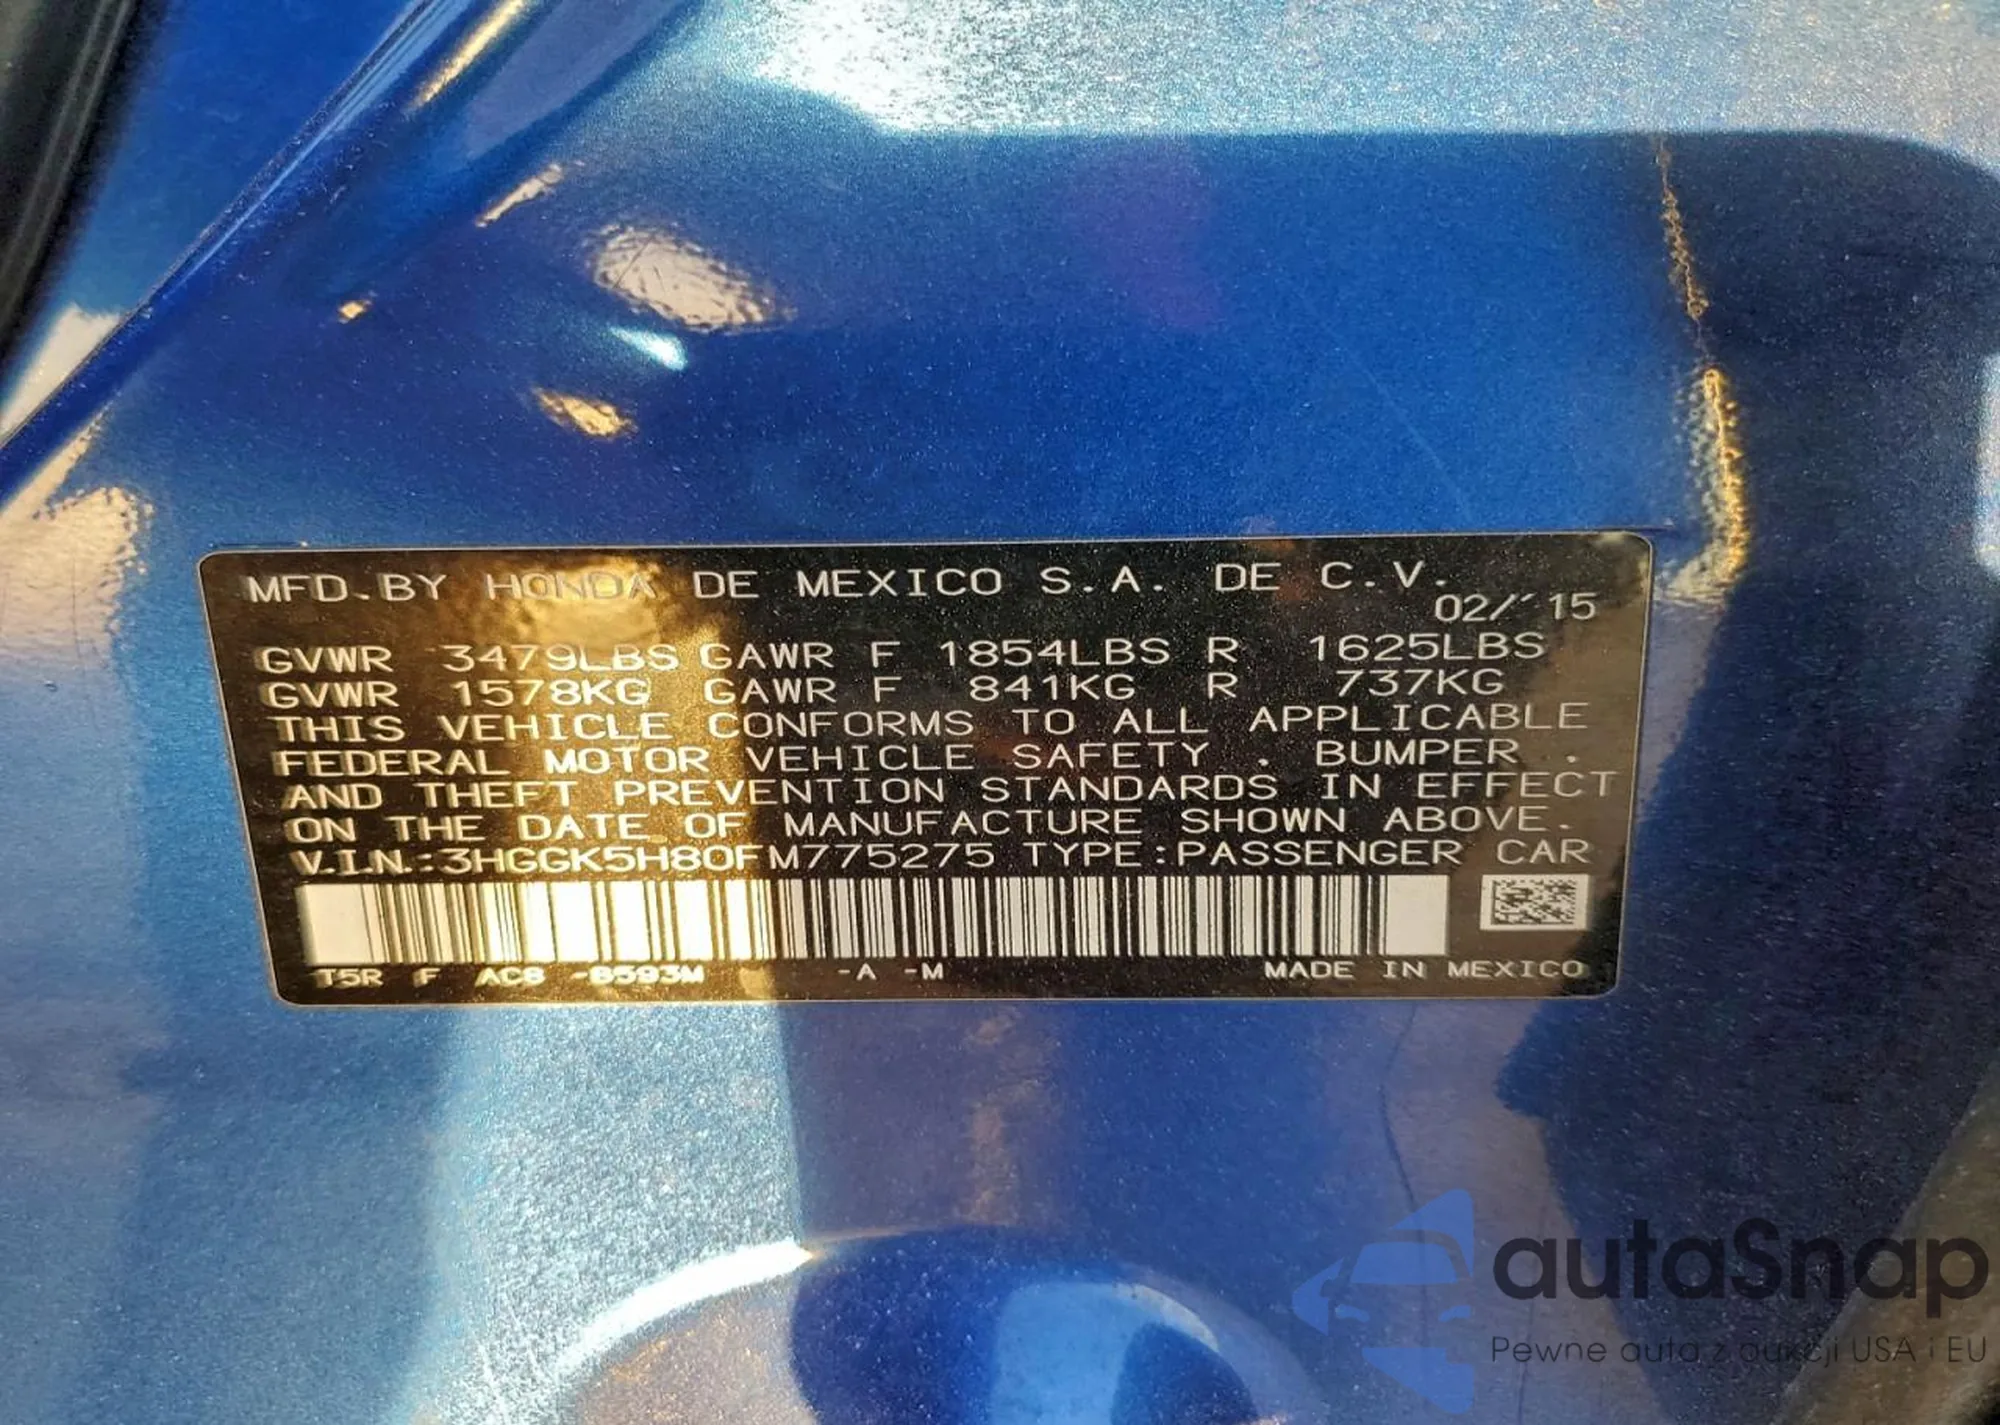 MFD.BY HONDA DE MEXICO S.A. DE C.V.
02/'15
GVWR 3479LBS GAWR F 1854LBS R 1625LBS
GVWR 1578KG GAWR F 841KG R 737KG
THIS VEHICLE CONFORMS TO ALL APPLICABLE
FEDERAL MOTOR VEHICLE SAFETY , BUMPER ,
AND THEFT PREVENTION STANDARDS IN EFFECT
ON THE DATE OF MANUFACTURE SHOWN ABOVE.
V.I.N.:3HGGK5H80FM775275 TYPE:PASSENGER CAR
T5R F AC8 -B593M -A -M MADE IN MEXICO
autaSnap
Pewne auta z aukcji USA i EU